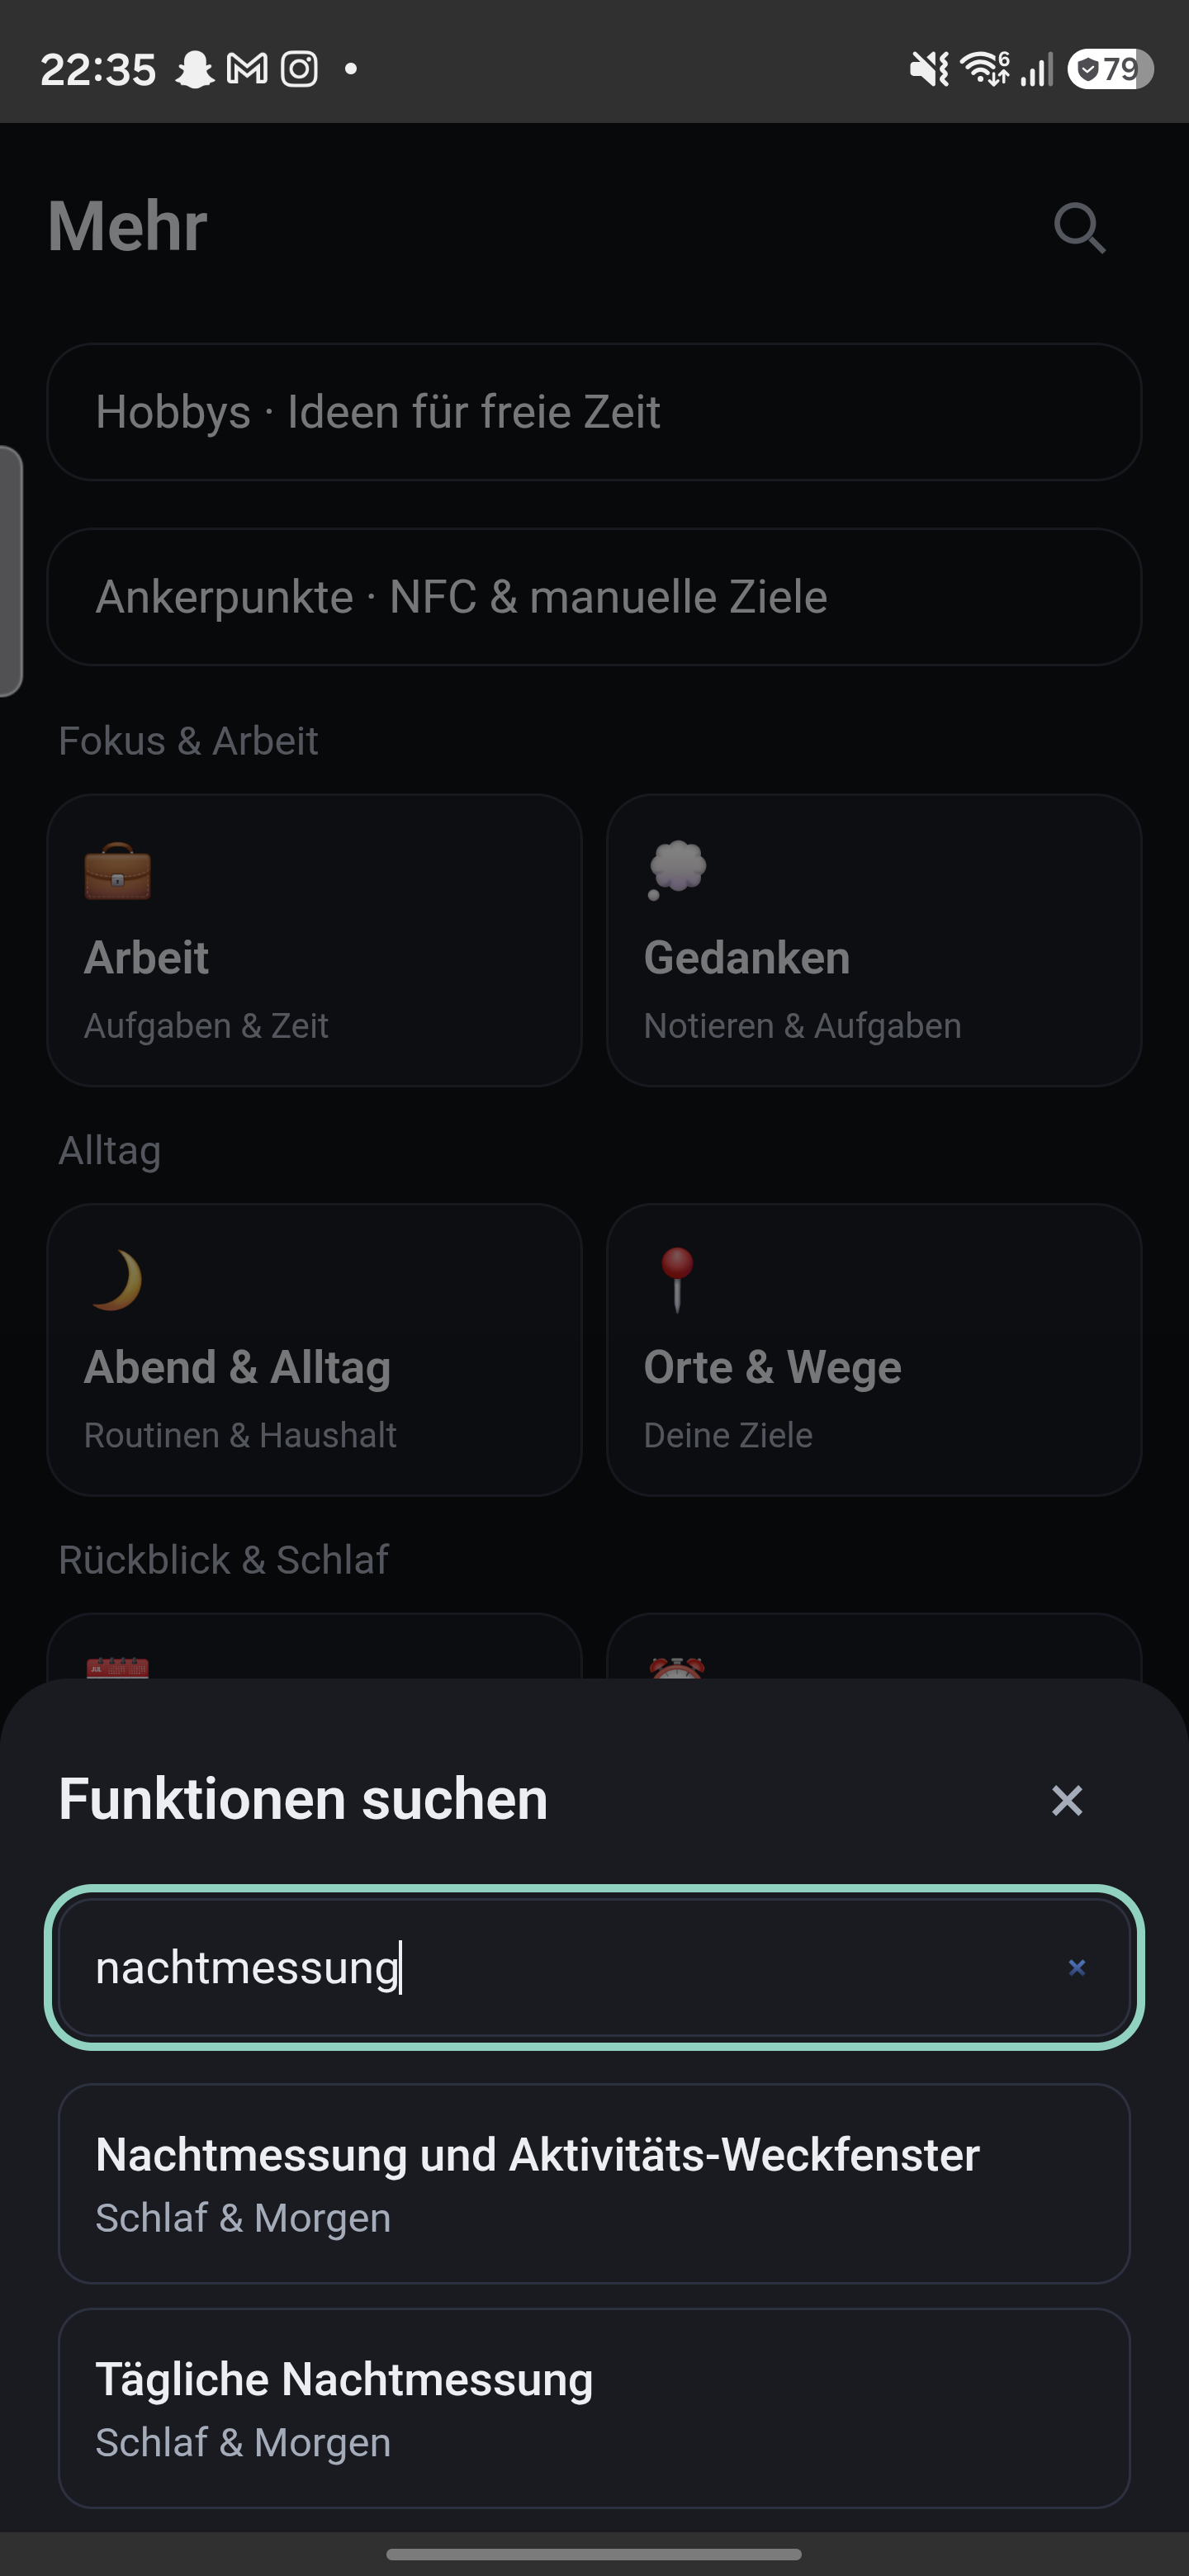 22:35
6
79
Mehr
Hobbys · Ideen für freie Zeit
Ankerpunkte · NFC & manuelle Ziele
Fokus & Arbeit
Arbeit
Aufgaben & Zeit
Gedanken
Notieren & Aufgaben
Alltag
Abend & Alltag
Routinen & Haushalt
Orte & Wege
Deine Ziele
Rückblick & Schlaf
JUL
Funktionen suchen
nachtmessung
Nachtmessung und Aktivitäts-Weckfenster
Schlaf & Morgen
Tägliche Nachtmessung
Schlaf & Morgen